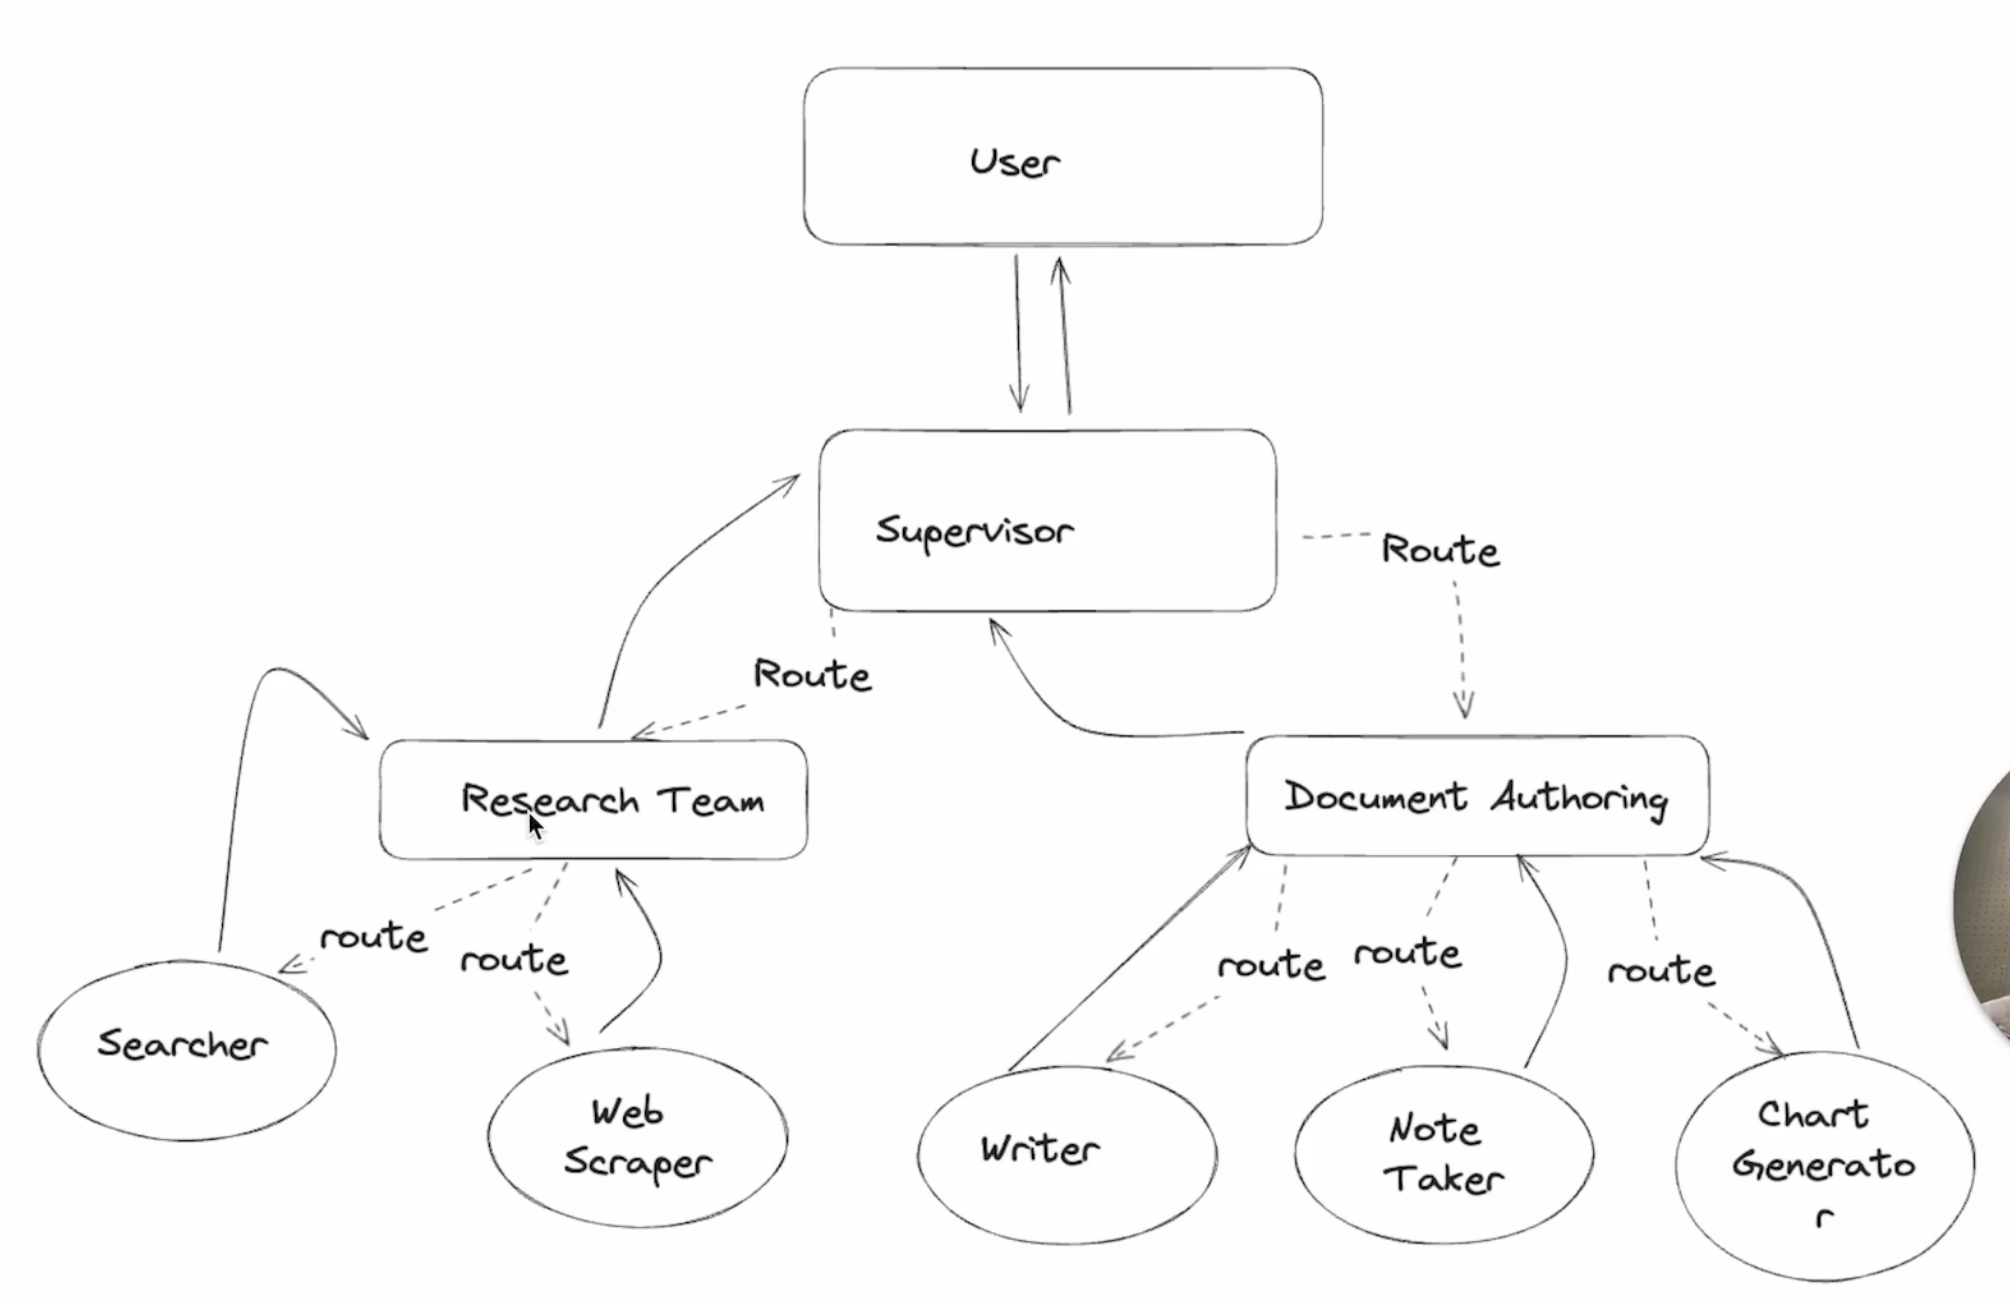 User
Supervisor
Route
Route
Research Team
Document Authoring
route
route
route
route
route
Searcher
Web
Scraper
Writer
Note
Taker
Chart
Generato
r